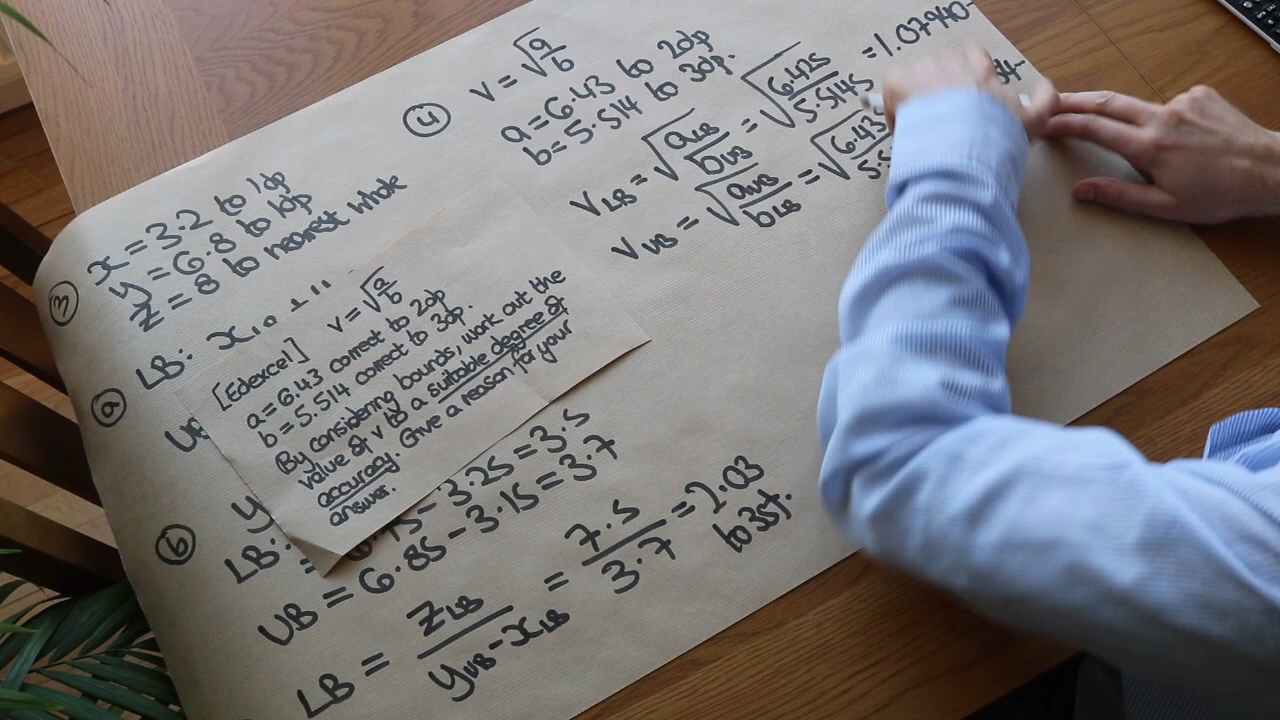 ③ x = 3.2 to 1dp
y = 6.8 to 1dp
z = 8 to nearest whole
ⓐ LB:
[Edexcel] v = √a/b
a = 6.43 correct to 2dp
b = 5.514 correct to 3dp.
By considering bounds, work out the
value of v to a suitable degree of
accuracy. Give a reason for your
answer.
ⓑ
LB:
- 3.25 = 3.5
UB = 6.85 - 3.15 = 3.7
LB = Z_LB / y_UB - x_LB = 7.5 / 3.7 = 2.03
to 3sf.
④ v = √a/b
a = 6.43 to 2dp
b = 5.514 to 3dp.
V_LB = √a_LB/b_UB = √6.425/5.5145 = 1.07940-
V_UB = √a_UB/b_LB = √